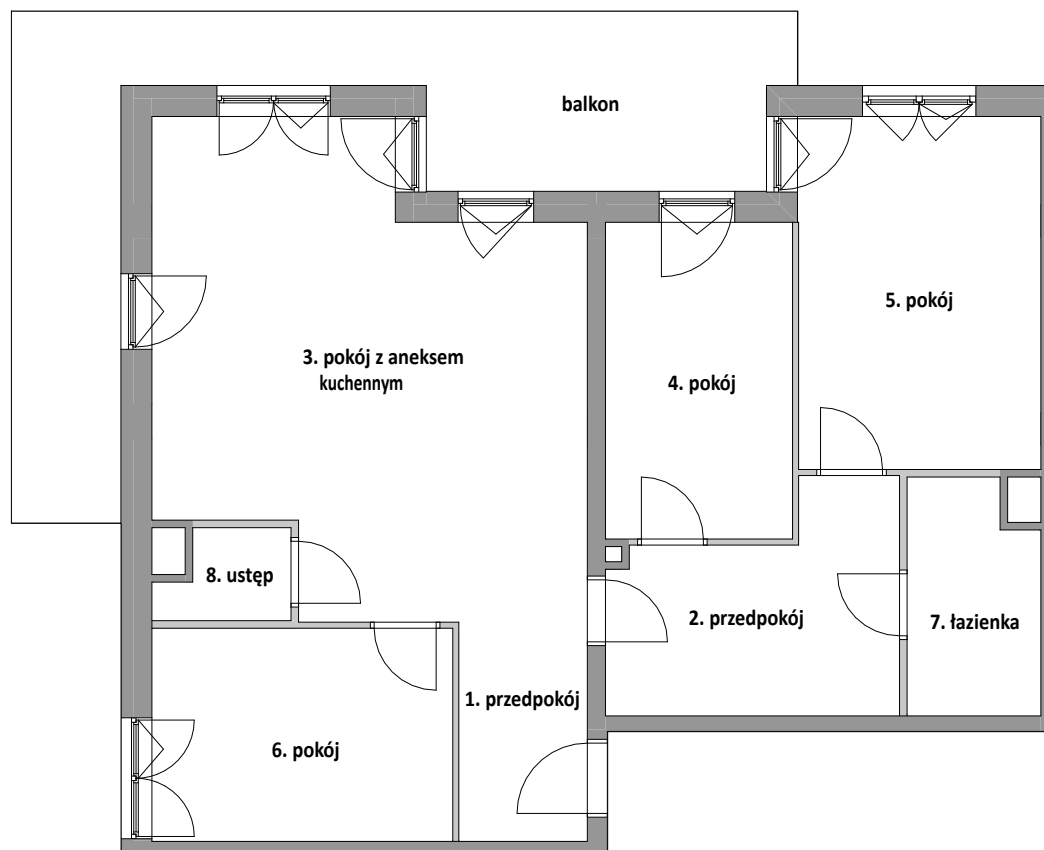 balkon
5. pokój
3. pokój z aneksem
kuchennym
4. pokój
8. ustęp
2. przedpokój
7. łazienka
1. przedpokój
6. pokój